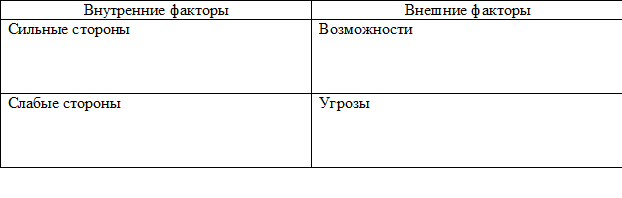 Внутренние факторы Внешние факторы
Сильные стороны Возможности
Слабые стороны Угрозы